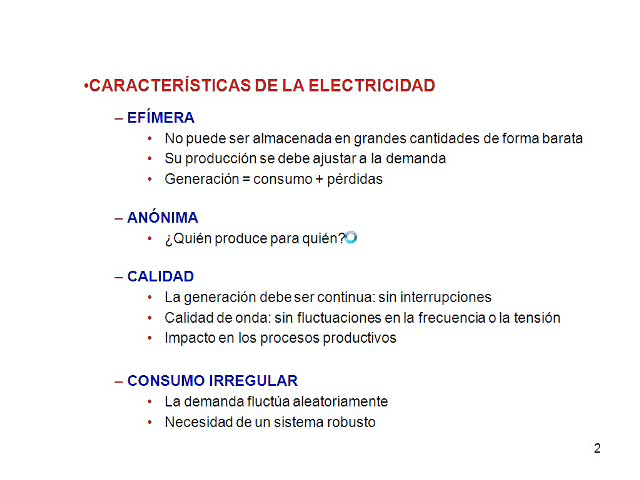 •CARACTERÍSTICAS DE LA ELECTRICIDAD
– EFÍMERA
• No puede ser almacenada en grandes cantidades de forma barata
• Su producción se debe ajustar a la demanda
• Generación = consumo + pérdidas
– ANÓNIMA
• ¿Quién produce para quién?
– CALIDAD
• La generación debe ser continua: sin interrupciones
• Calidad de onda: sin fluctuaciones en la frecuencia o la tensión
• Impacto en los procesos productivos
– CONSUMO IRREGULAR
• La demanda fluctúa aleatoriamente
• Necesidad de un sistema robusto
2